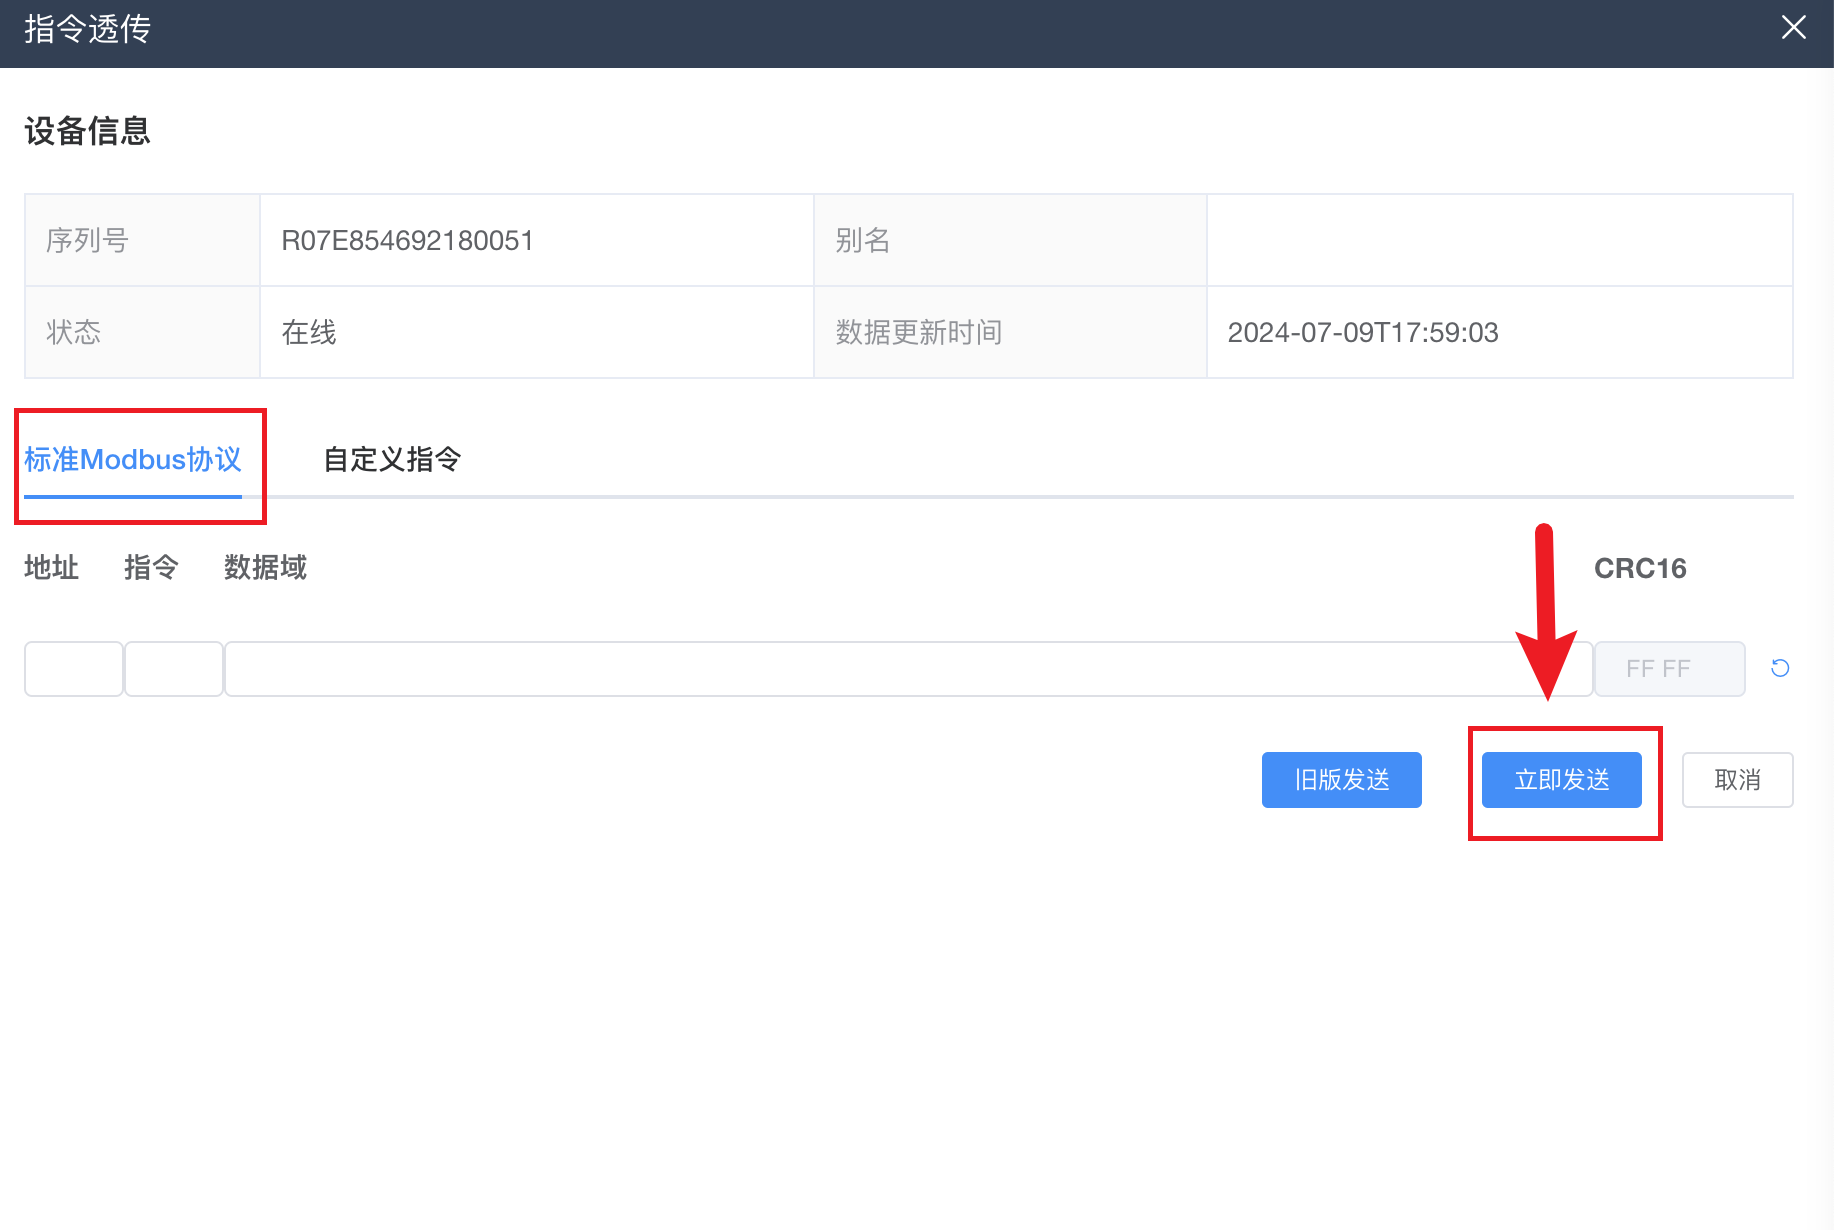 指令透传
设备信息
序列号 R07E854692180051 别名
状态 在线 数据更新时间 2024-07-09T17:59:03
标准Modbus协议 自定义指令
地址 指令 数据域 CRC16
FF FF
旧版发送 立即发送 取消